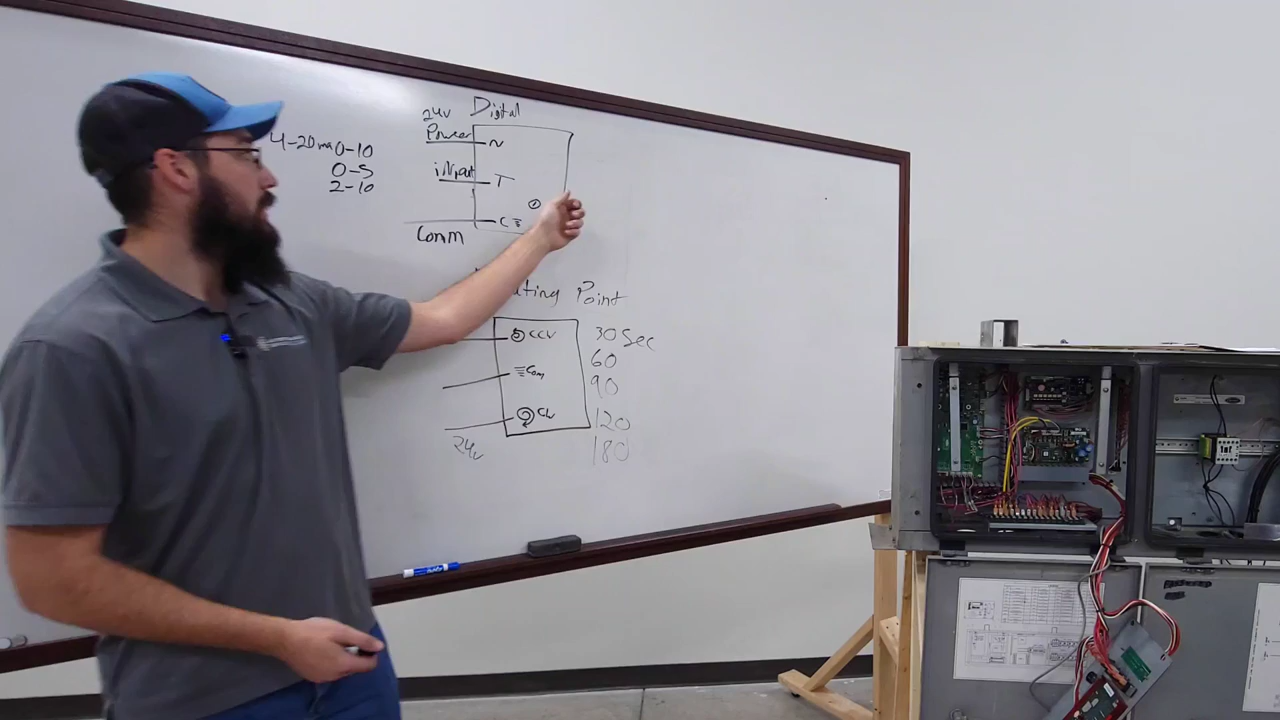 Digital
24v
Power ~
4-20ma 0-10
0-5
2-10
input T
Comm C
Point
CCW
Com
CW
24v
30 Sec
60
90
120
180